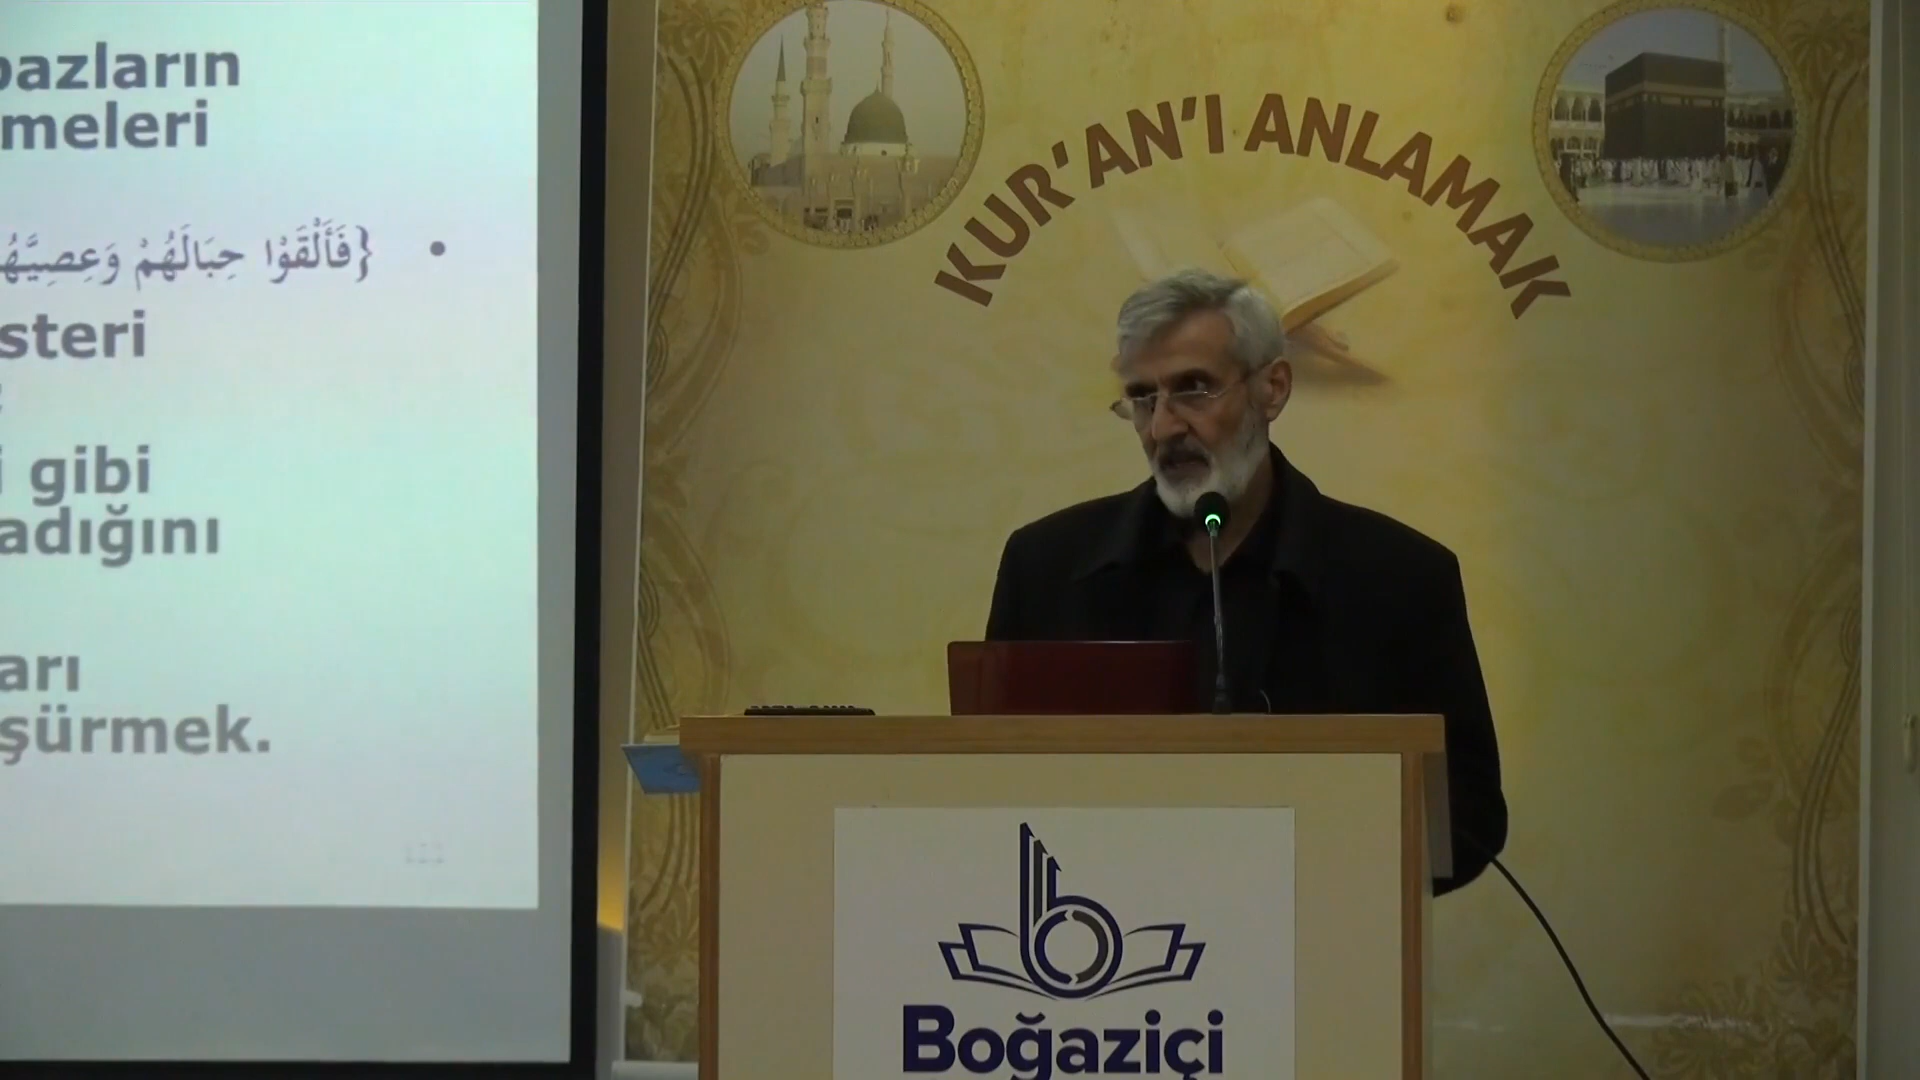 bazların
meleri
• {فَأَلْقَوْا حِبَالَهُمْ وَعِصِيَّهُ
steri
:
i gibi
adığını
arı
şürmek.
KUR'AN'I ANLAMAK
Boğaziçi